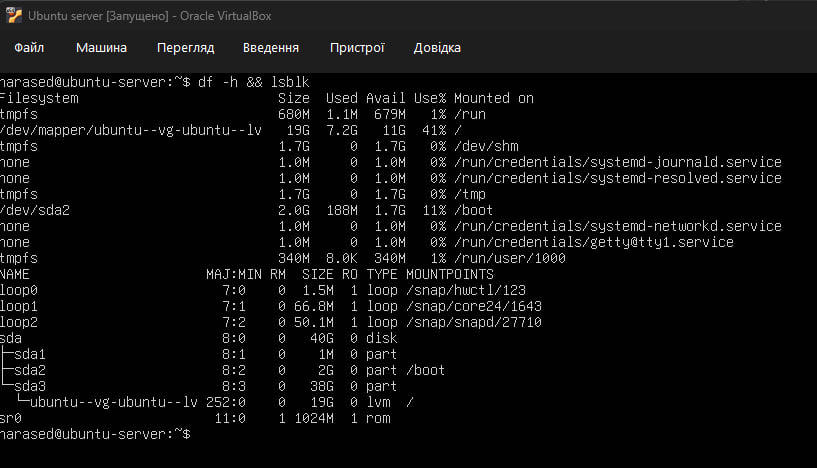 Ubuntu server [Запущено] - Oracle VirtualBox
Файл Машина Перегляд Введення Пристрої Довідка
narased@ubuntu-server:~$ df -h && lsblk
Filesystem Size Used Avail Use% Mounted on
tmpfs 680M 1.1M 679M 1% /run
/dev/mapper/ubuntu--vg-ubuntu--lv 19G 7.2G 11G 41% /
tmpfs 1.7G 0 1.7G 0% /dev/shm
none 1.0M 0 1.0M 0% /run/credentials/systemd-journald.service
none 1.0M 0 1.0M 0% /run/credentials/systemd-resolved.service
tmpfs 1.7G 0 1.7G 0% /tmp
/dev/sda2 2.0G 188M 1.7G 11% /boot
none 1.0M 0 1.0M 0% /run/credentials/systemd-networkd.service
none 1.0M 0 1.0M 0% /run/credentials/getty@tty1.service
tmpfs 340M 8.0K 340M 1% /run/user/1000
NAME MAJ:MIN RM SIZE RO TYPE MOUNTPOINTS
loop0 7:0 0 1.5M 1 loop /snap/hwctl/123
loop1 7:1 0 66.8M 1 loop /snap/core24/1643
loop2 7:2 0 50.1M 1 loop /snap/snapd/27710
sda 8:0 0 40G 0 disk
├─sda1 8:1 0 1M 0 part
├─sda2 8:2 0 2G 0 part /boot
└─sda3 8:3 0 38G 0 part
  └─ubuntu--vg-ubuntu--lv 252:0 0 19G 0 lvm /
sr0 11:0 1 1024M 1 rom
narased@ubuntu-server:~$